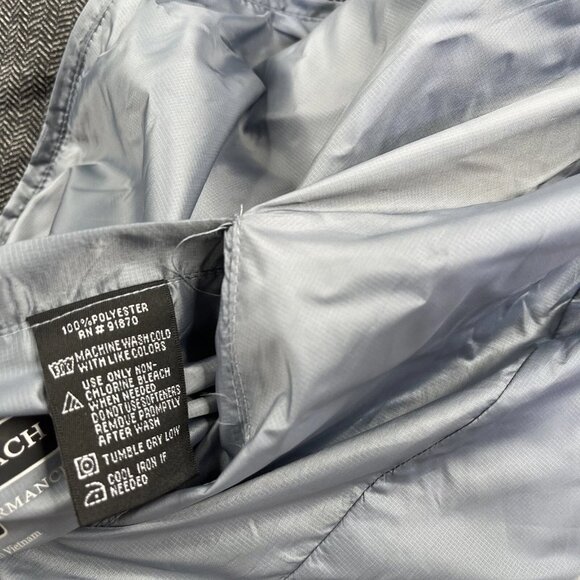 100% POLYESTER
RN # 91870
MACHINE WASH COLD
WITH LIKE COLORS
USE ONLY NON-
CHLORINE BLEACH
WHEN NEEDED
DO NOT USE SOFTENERS
REMOVE PROMPTLY
AFTER WASH
TUMBLE DRY LOW
COOL IRON IF
NEEDED
ACH
RMANC
Vietnam